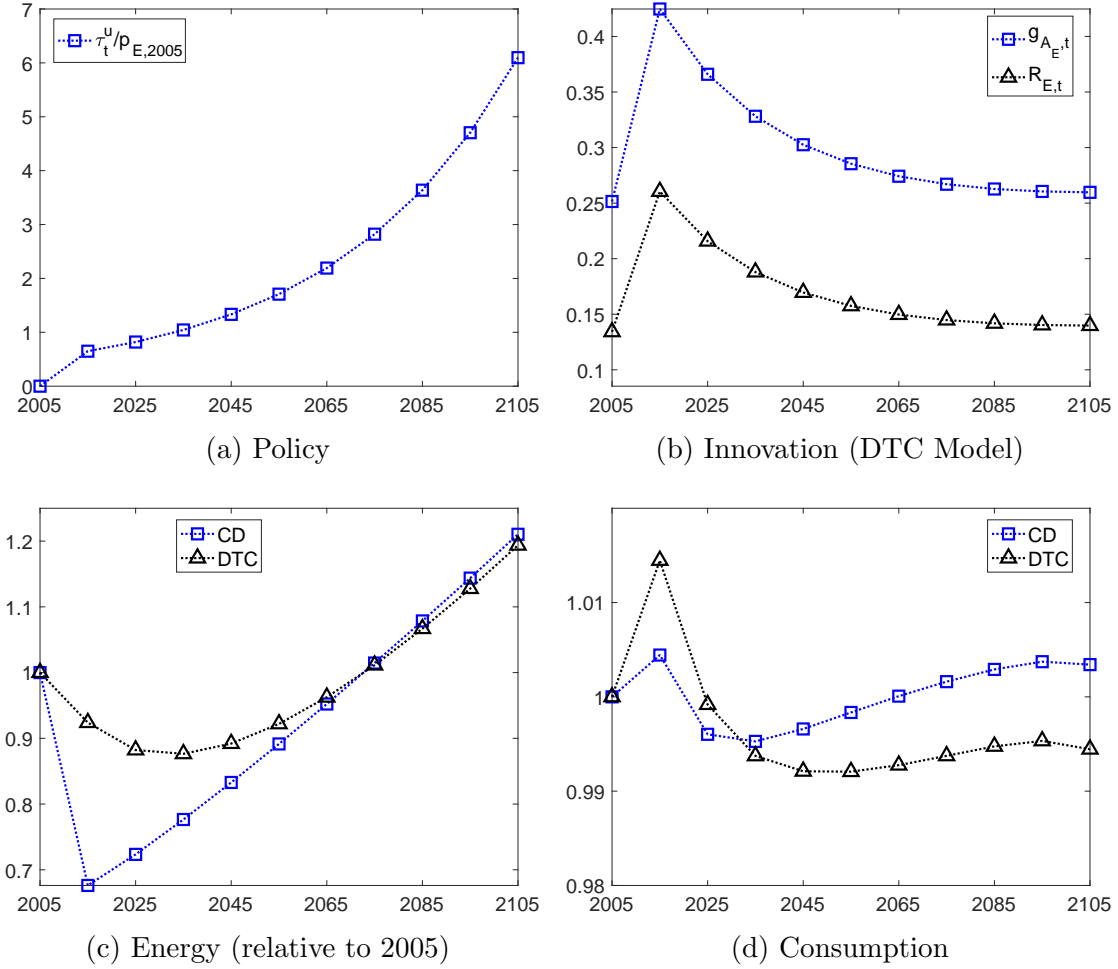 7
6
5
4
3
2
1
0
τ_t^u/p_{E,2005}
2005 2025 2045 2065 2085 2105
(a) Policy
0.4
0.35
0.3
0.25
0.2
0.15
0.1
g_{A_E,t}
R_{E,t}
2005 2025 2045 2065 2085 2105
(b) Innovation (DTC Model)
1.2
1.1
1
0.9
0.8
0.7
CD
DTC
2005 2025 2045 2065 2085 2105
(c) Energy (relative to 2005)
1.01
1
0.99
0.98
CD
DTC
2005 2025 2045 2065 2085 2105
(d) Consumption